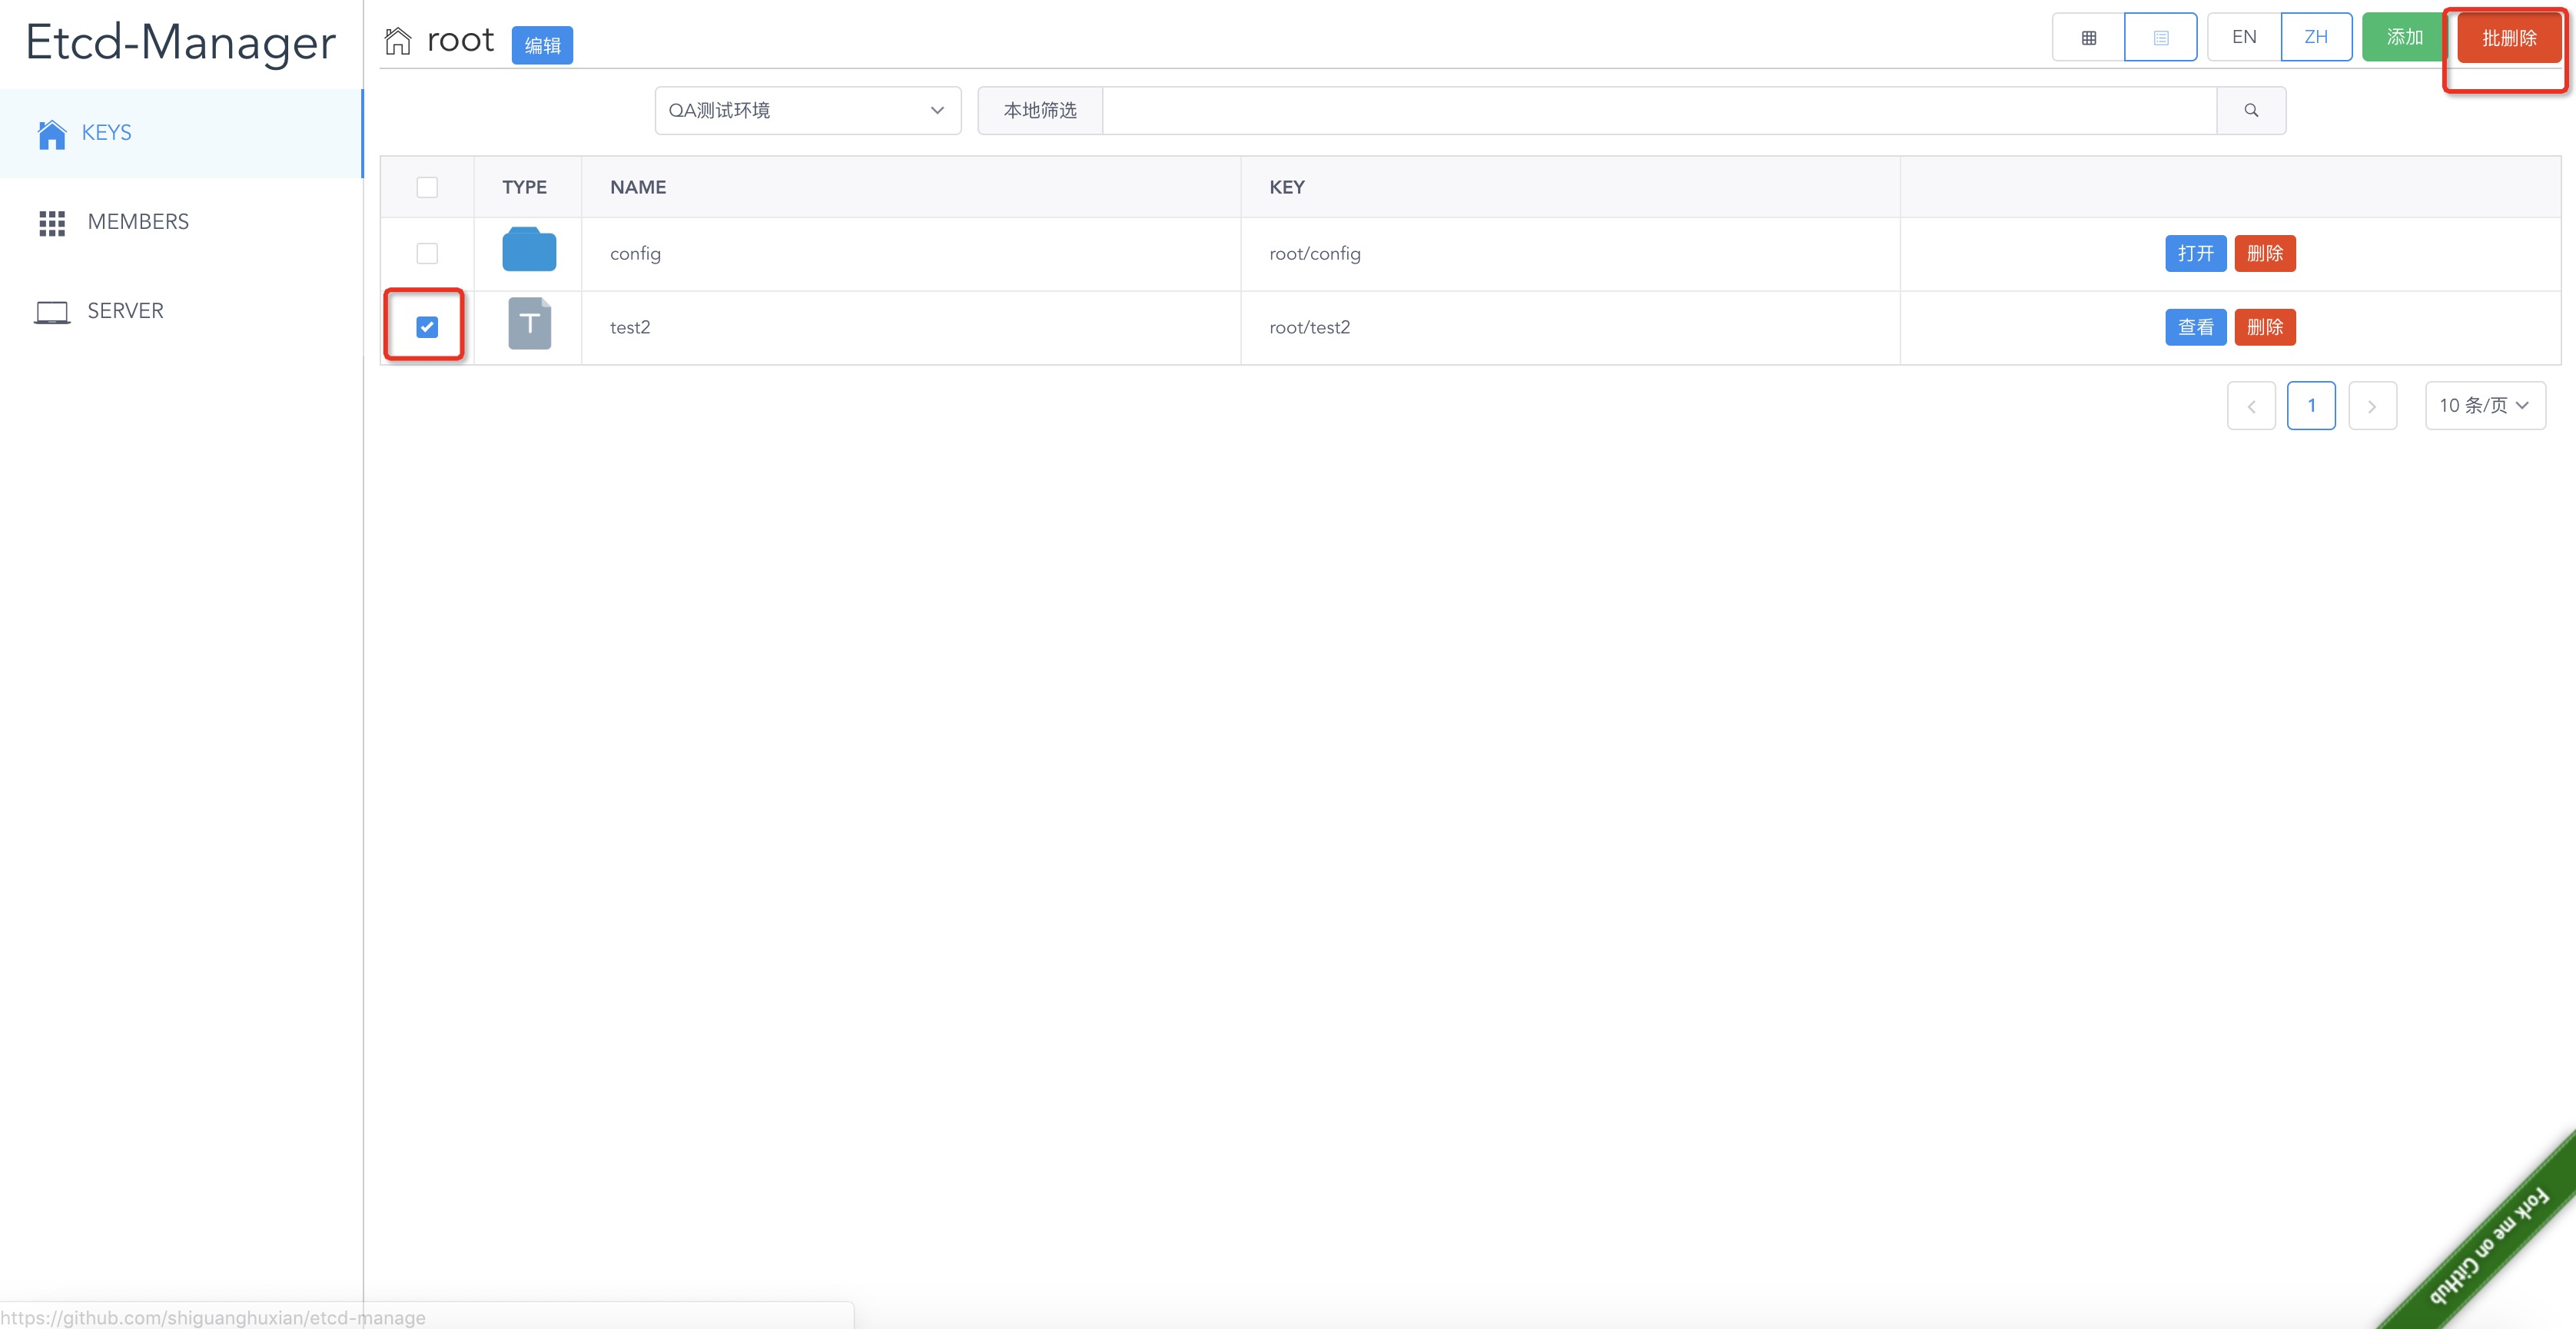 Etcd-Manager
root 编辑
EN ZH 添加 批删除
KEYS
MEMBERS
SERVER
QA测试环境 本地筛选
TYPE NAME KEY
config root/config 打开 删除
T test2 root/test2 查看 删除
1 10 条/页
Fork me on GitHub
https://github.com/shiguanghuxian/etcd-manage